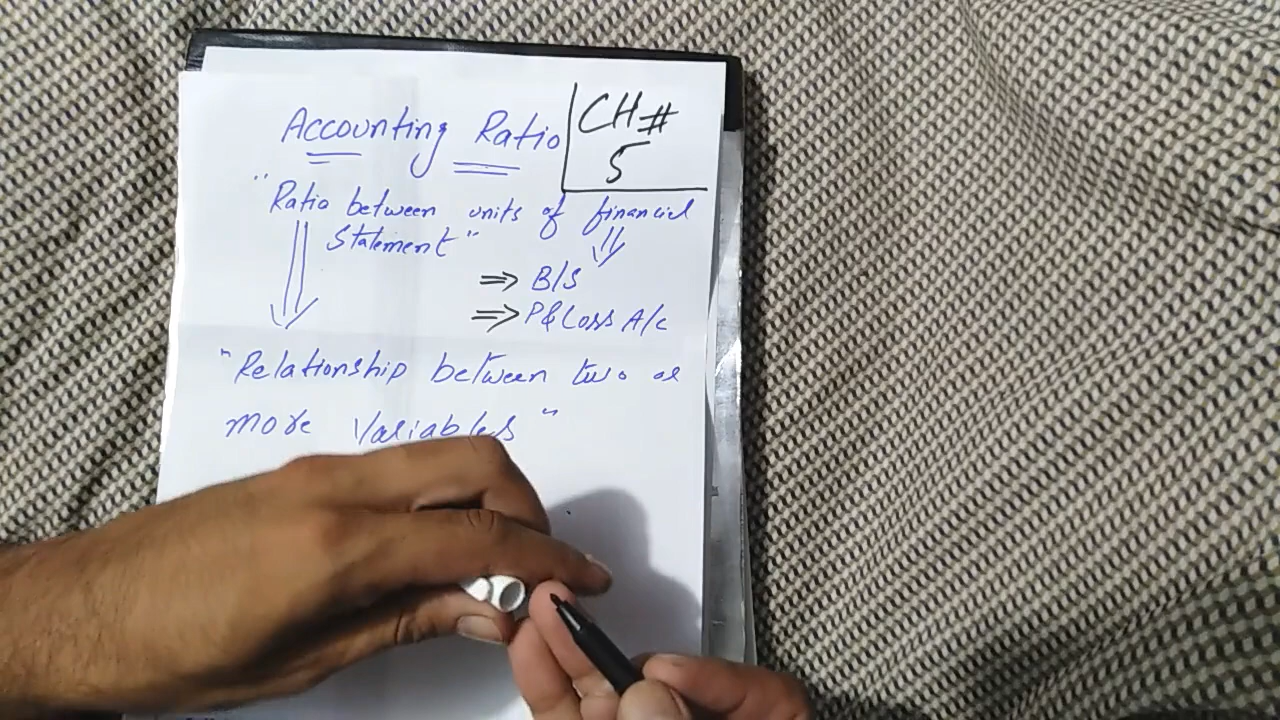 Accounting Ratio
CH#
5
"Ratio between units of financial
Statement"
⇒ B/S
⇒ P&Loss A/c
"Relationship between two or
more Variables"